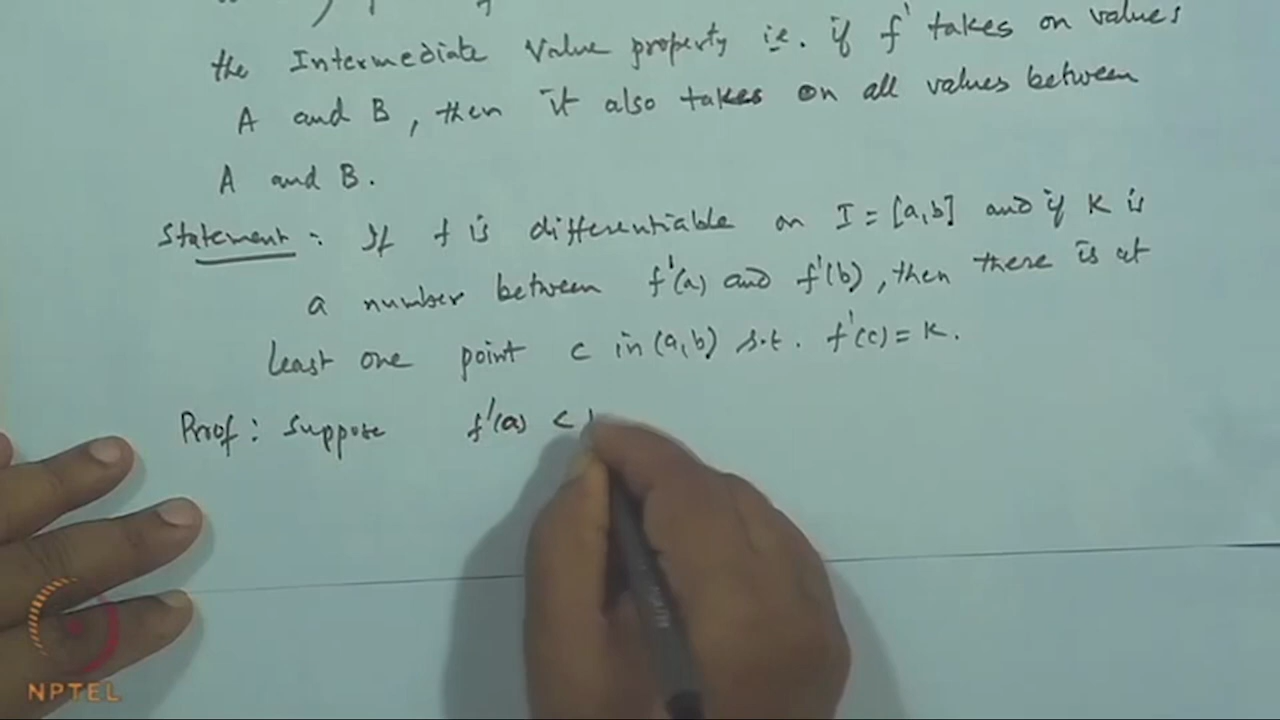 the Intermediate Value property i.e. if f' takes on values
A and B, then it also takes on all values between
A and B.
Statement: If f is differentiable on I = [a,b] and if k is
a number between f'(a) and f'(b), then there is at
least one point c in (a,b) s.t. f'(c) = k.
Proof: Suppose f'(a) <
NPTEL